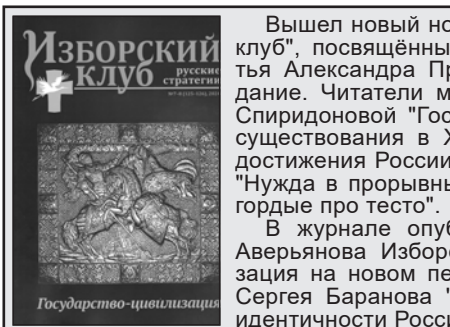 ИЗБОРСКИЙ
КЛУБ русские
стратегии
Государство-цивилизация
Вышел новый но
клуб", посвящённы
тья Александра Пр
дание. Читатели м
Спиридоновой "Гос
существования в X
достижения России
"Нужда в прорывны
гордые про тесто".
В журнале опуб
Аверьянова Изборс
зация на новом пе
Сергея Баранова "
идентичности Росси